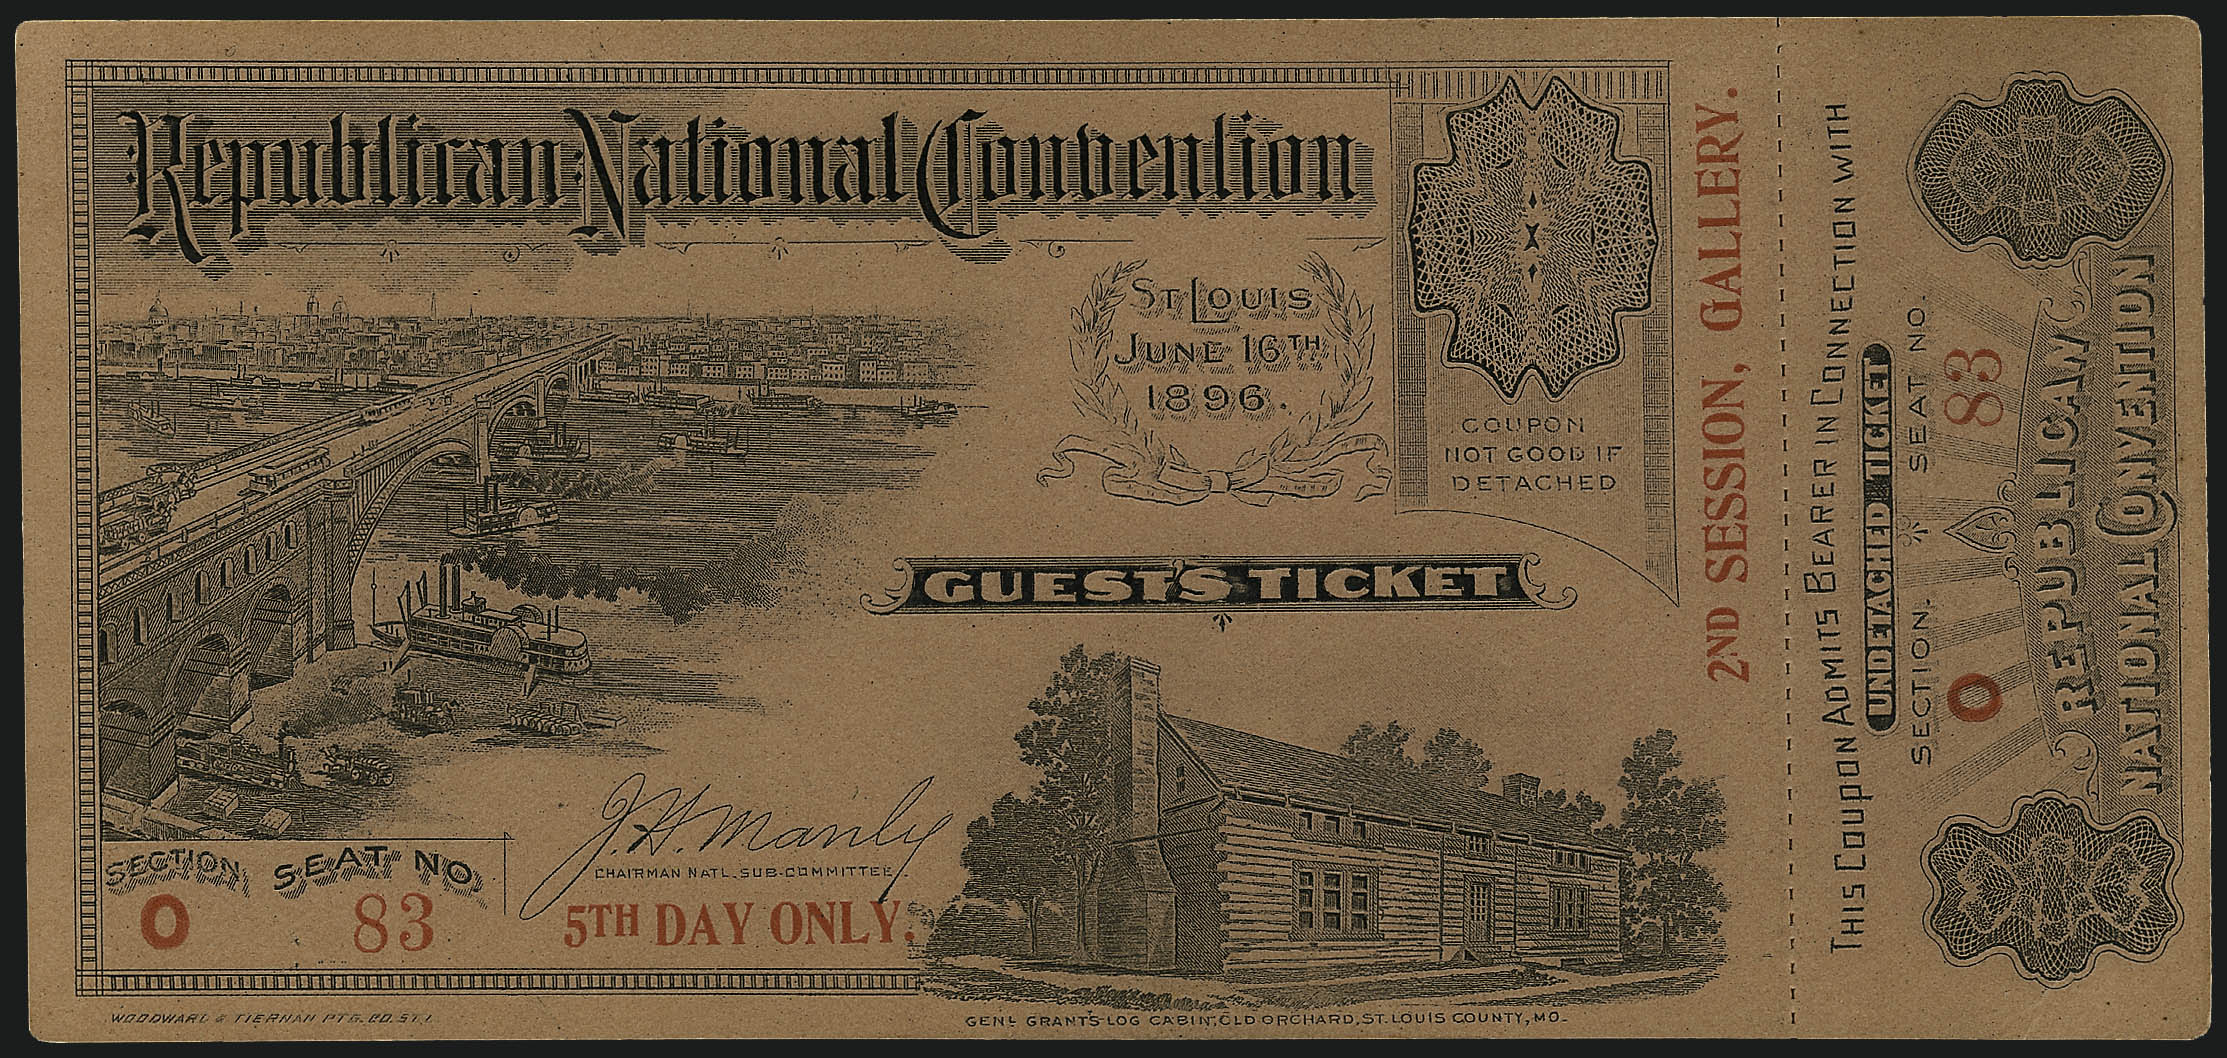 Republican National Convention
ST. LOUIS
JUNE 16TH
1896.
COUPON
NOT GOOD IF
DETACHED
GUEST'S TICKET
J. H. Manley
CHAIRMAN NATL. SUB-COMMITTEE.
SECTION, SEAT NO.
O 83
5TH DAY ONLY.
WOODWARD & TIERNAN PTG. CO. ST. L.
GENL GRANT'S LOG CABIN, OLD ORCHARD, ST. LOUIS COUNTY, MO.
2ND SESSION, GALLERY.
THIS COUPON ADMITS BEARER IN CONNECTION WITH
UNDETACHED TICKET
SECTION. SEAT NO.
O 83
REPUBLICAN
NATIONAL CONVENTION